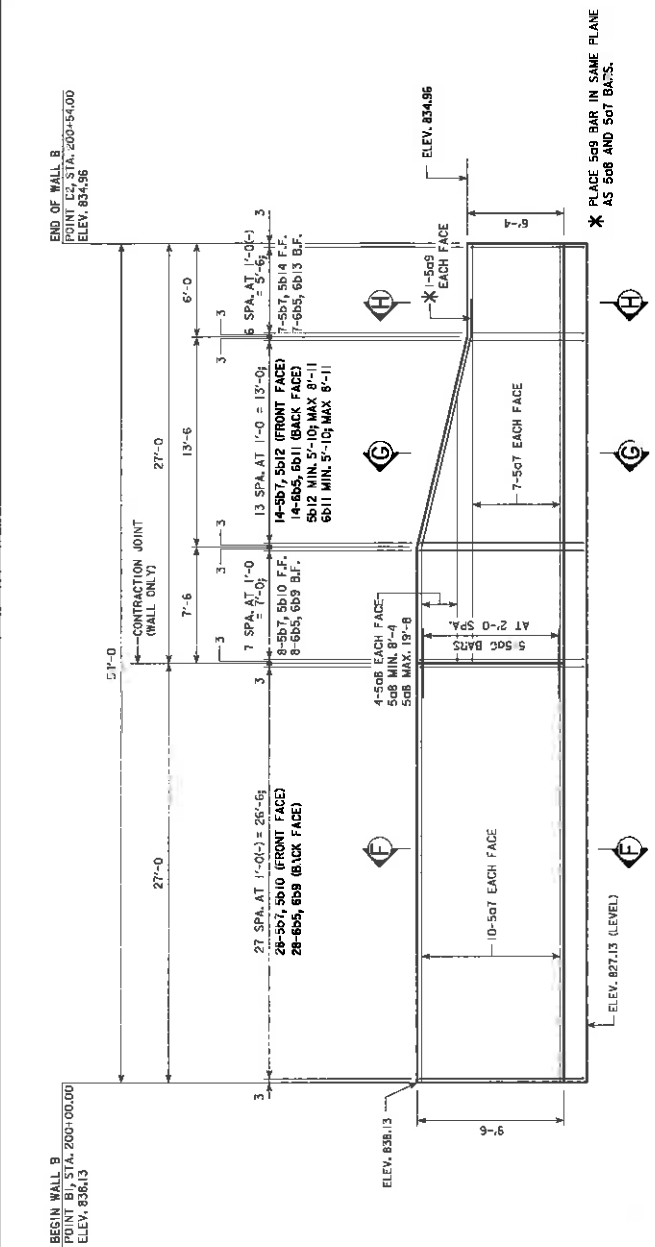 BEGIN WALL B
POINT B1, STA. 200+00.00
ELEV. 838.13
END OF WALL B
POINT C2, STA. 200+54.00
ELEV. 834.96
27'-0
27'-0
CONTRACTION JOINT
(WALL ONLY)
7'-6
13'-6
6'-0
3
3
3
3
3
3
3
3
27 SPA. AT 1'-0(-) = 26'-6;
28-5b7, 5b10 (FRONT FACE)
28-6b5, 6b9 (BACK FACE)
7 SPA. AT 1'-0
= 7'-0;
8-5b7, 5b10 F.F.
8-6b5, 6b9 B.F.
13 SPA. AT 1'-0 = 13'-0;
14-5b7, 5b12 (FRONT FACE)
14-6b5, 6b11 (BACK FACE)
5b12 MIN. 5'-10; MAX 8'-11
6b11 MIN. 5'-10; MAX 8'-11
6 SPA. AT 1'-0(-)
= 5'-6;
7-5b7, 5b14 F.F.
7-6b5, 6b13 B.F.
4-5a8 EACH FACE
5a8 MIN. 8'-4
5a8 MAX. 19'-8
* 1-5a9
EACH FACE
ELEV. 834.96
F
G
H
ELEV. 838.13
9'-6
10-5a7 EACH FACE
5-5a6 BARS
AT 2'-0 SPA.
7-5a7 EACH FACE
6'-4
ELEV. 827.13 (LEVEL)
F
G
H
* PLACE 5a9 BAR IN SAME PLANE
AS 5a8 AND 5a7 BARS.